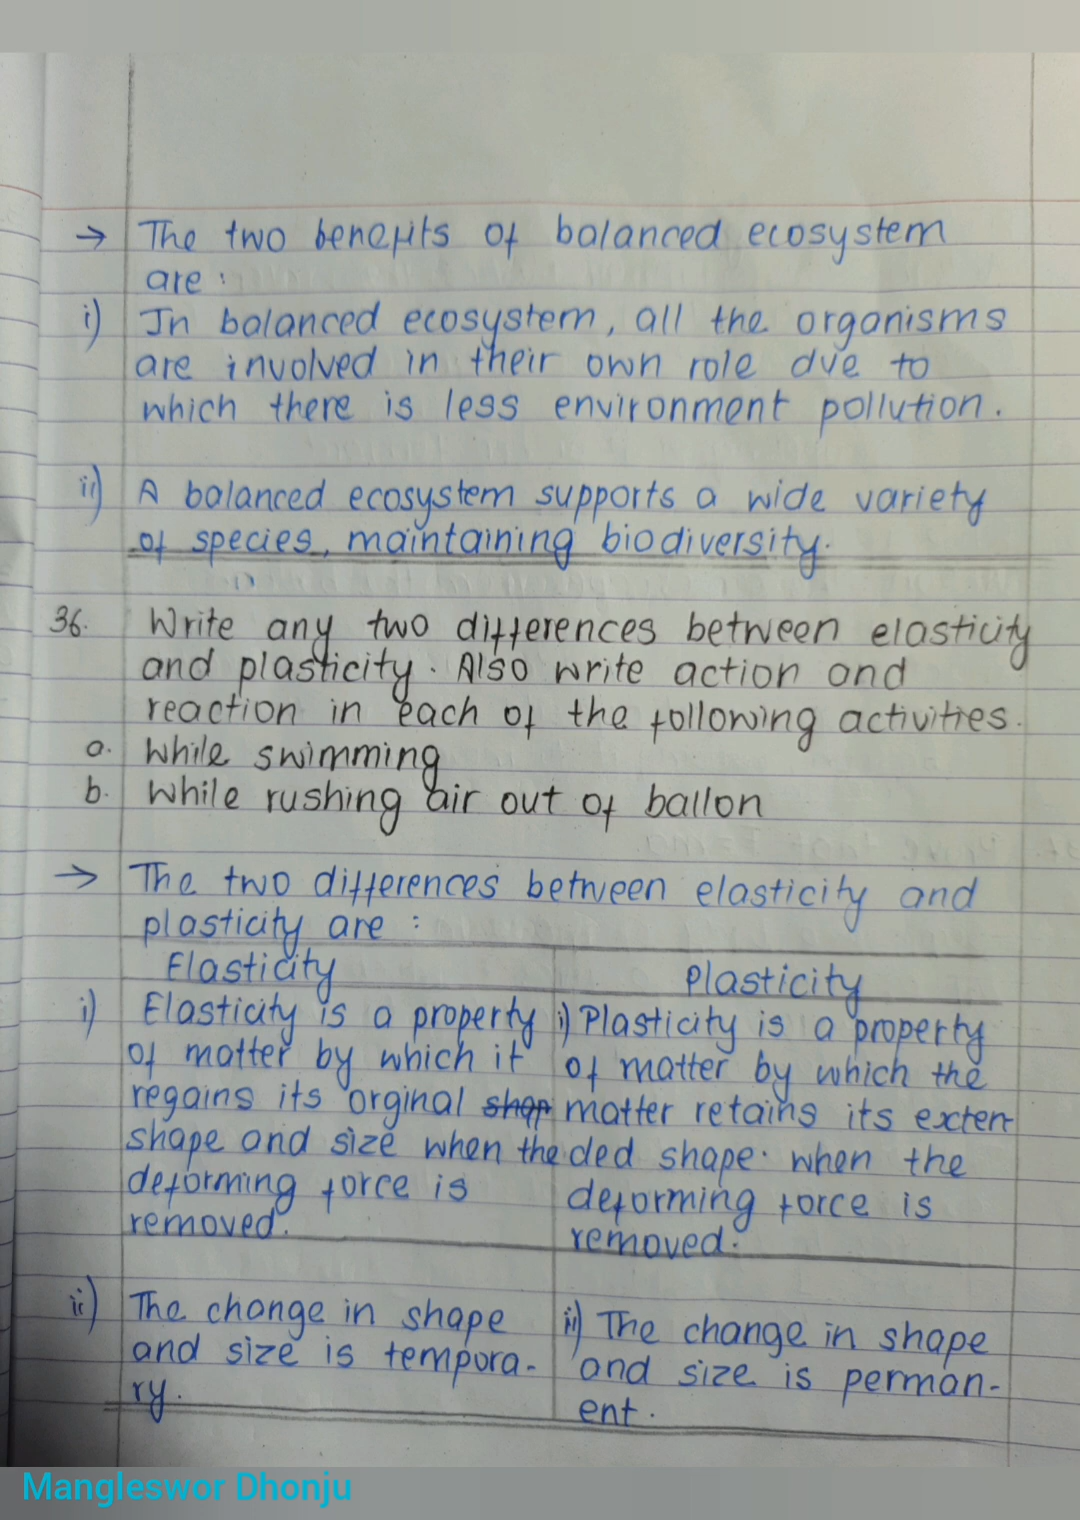 → The two benefits of balanced ecosystem
are :
i) In balanced ecosystem, all the organisms
are involved in their own role due to
which there is less environment pollution.
ii) A balanced ecosystem supports a wide variety
of species, maintaining biodiversity.
36. Write any two differences between elasticity
and plasticity. Also write action and
reaction in each of the following activities.
a. While swimming
b. While rushing air out of ballon
→ The two differences between elasticity and
plasticity are :
Elasticity
i) Elasticity is a property
of matter by which it
regains its orginal shap
shape and size when the
deforming force is
removed.
ii) The change in shape
and size is tempora-
ry.
Plasticity
i) Plasticity is a property
of matter by which the
matter retains its exten-
ded shape. when the
deforming force is
removed.
ii) The change in shape
and size is perman-
ent.
Mangleswor Dhonju